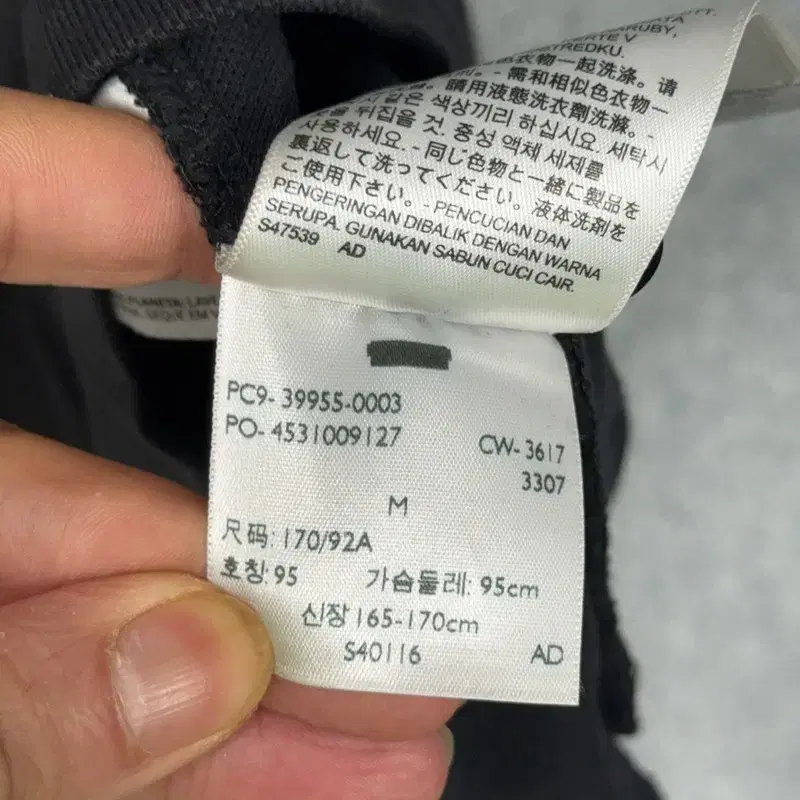 STŘEDKU.
衣物一起洗涤。请
需和相似色衣物一
請用液態洗衣劑洗滌。-
같은 색상끼리 하십시오. 세탁시
뒤집을 것. 중성 액체 세제를
사용하세요. - 同じ色物と一緒に製品を
裏返して洗ってください。液体洗剤を
ご使用下さい。- PENCUCIAN DAN
PENGERINGAN DIBALIK DENGAN WARNA
SERUPA. GUNAKAN SABUN CUCI CAIR.
S47539 AD
PC9- 39955-0003
PO- 4531009127
CW- 3617
3307
M
尺码: 170/92A
호칭: 95 가슴둘레: 95cm
신장 165-170cm
S40116 AD